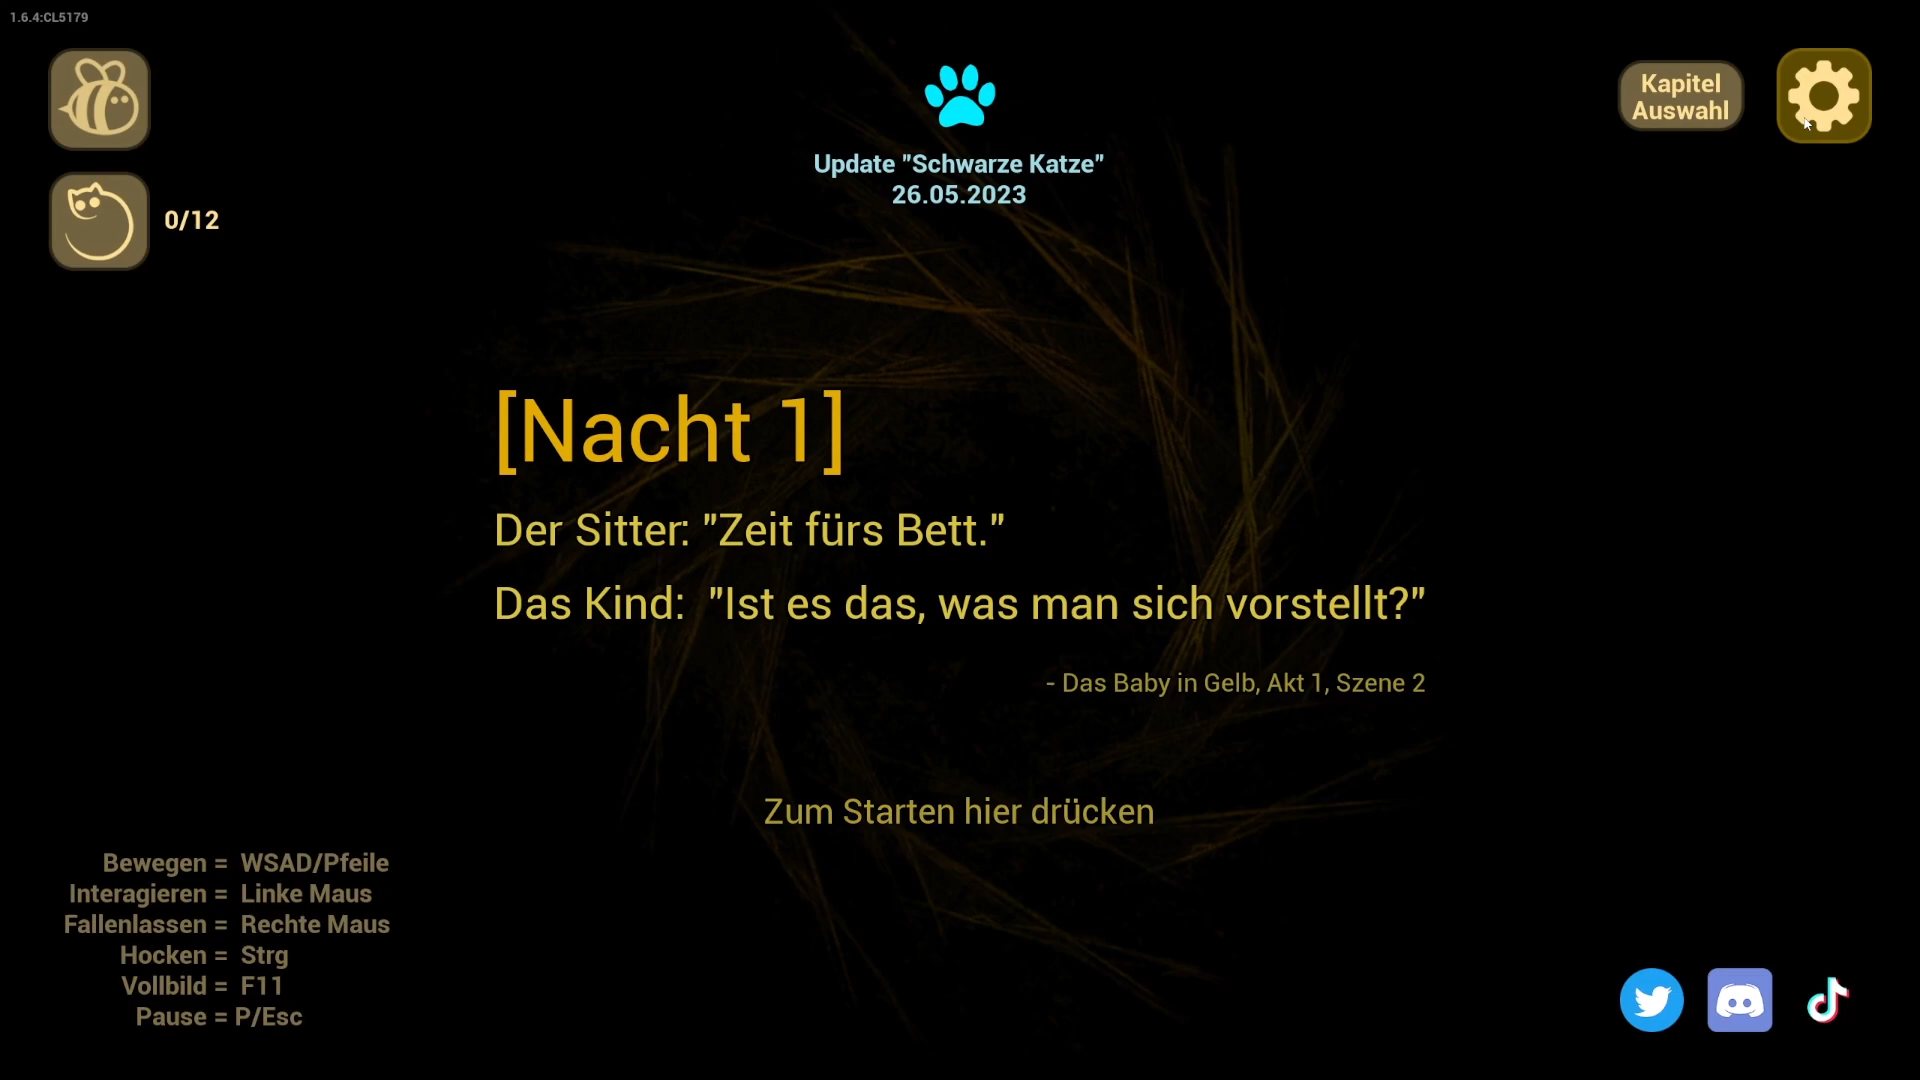 1.6.4:CL5179
Update "Schwarze Katze"
26.05.2023
Kapitel
Auswahl
0/12
[Nacht 1]
Der Sitter: "Zeit fürs Bett."
Das Kind:  "Ist es das, was man sich vorstellt?"
- Das Baby in Gelb, Akt 1, Szene 2
Zum Starten hier drücken
Bewegen =  WSAD/Pfeile
Interagieren =  Linke Maus
Fallenlassen =  Rechte Maus
Hocken =  Strg
Vollbild =  F11
Pause = P/Esc